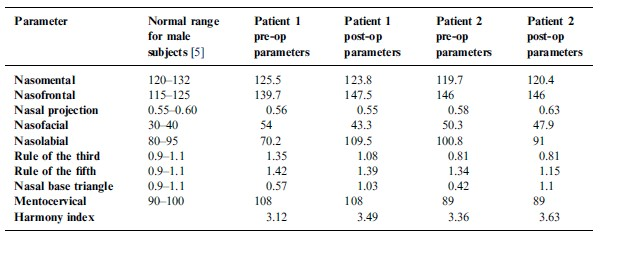 Parameter Normal range for male subjects [5] Patient 1 pre-op parameters Patient 1 post-op parameters Patient 2 pre-op parameters Patient 2 post-op parameters
Nasomental 120–132 125.5 123.8 119.7 120.4
Nasofrontal 115–125 139.7 147.5 146 146
Nasal projection 0.55–0.60 0.56 0.55 0.58 0.63
Nasofacial 30–40 54 43.3 50.3 47.9
Nasolabial 80–95 70.2 109.5 100.8 91
Rule of the third 0.9–1.1 1.35 1.08 0.81 0.81
Rule of the fifth 0.9–1.1 1.42 1.39 1.34 1.15
Nasal base triangle 0.9–1.1 0.57 1.03 0.42 1.1
Mentocervical 90–100 108 108 89 89
Harmony index 3.12 3.49 3.36 3.63